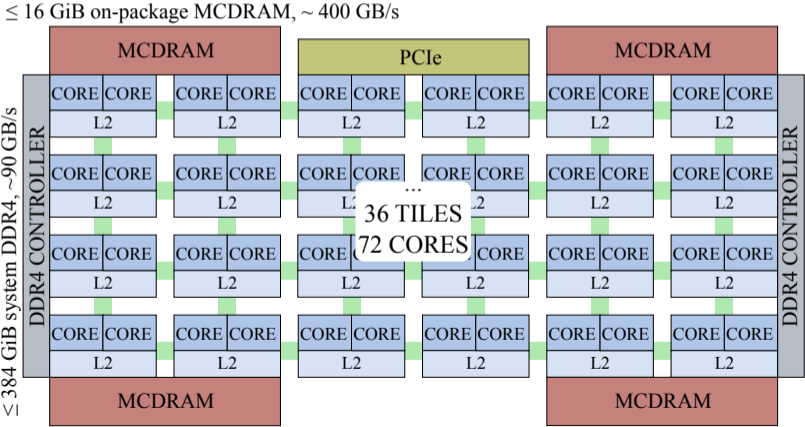 ≤ 16 GiB on-package MCDRAM, ~ 400 GB/s
MCDRAM
PCIe
MCDRAM
≤ 384 GiB system DDR4, ~90 GB/s
DDR4 CONTROLLER
DDR4 CONTROLLER
CORE CORE CORE CORE CORE CORE CORE CORE CORE CORE CORE CORE
L2 L2 L2 L2 L2 L2
CORE CORE CORE CORE CORE CORE CORE CORE CORE CORE CORE CORE
...
L2 L2 L2 L2 L2 L2
36 TILES
72 CORES
CORE CORE CORE CORE CORE CORE CORE CORE CORE CORE
L2 L2 L2 L2 L2 L2
CORE CORE CORE CORE CORE CORE CORE CORE CORE CORE CORE CORE
L2 L2 L2 L2 L2 L2
MCDRAM
MCDRAM